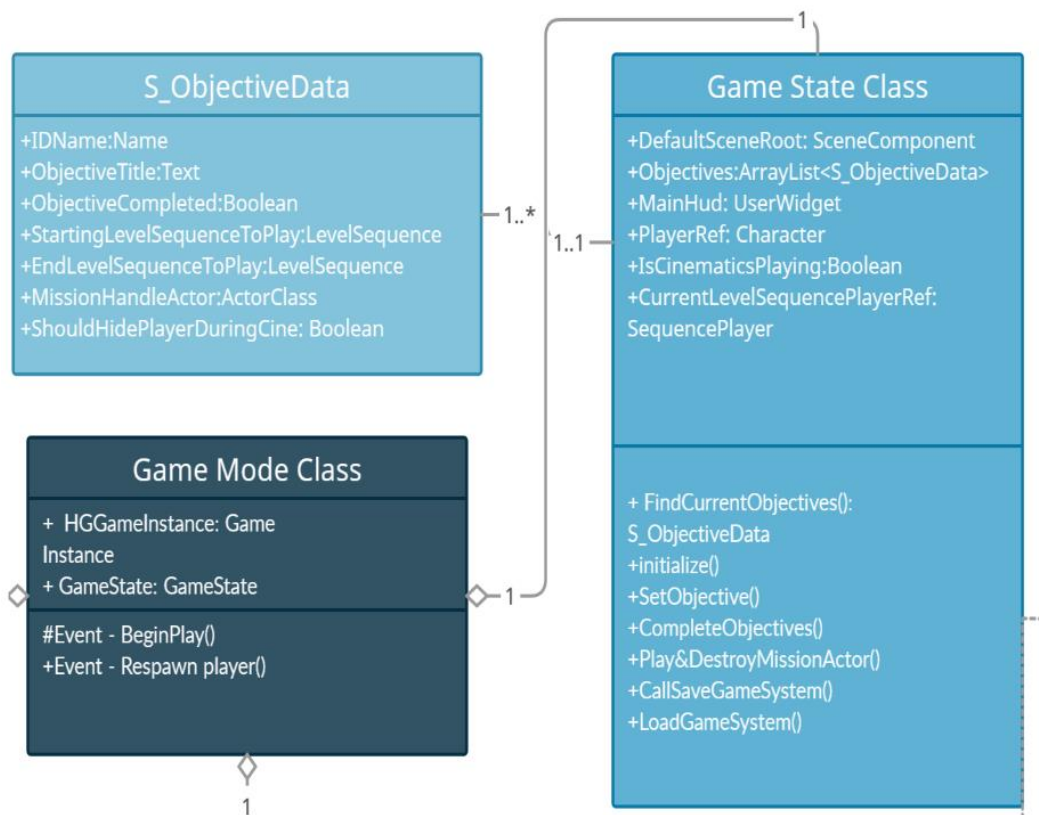 S_ObjectiveData
+IDName:Name
+ObjectiveTitle:Text
+ObjectiveCompleted:Boolean
+StartingLevelSequenceToPlay:LevelSequence
+EndLevelSequenceToPlay:LevelSequence
+MissionHandleActor:ActorClass
+ShouldHidePlayerDuringCine: Boolean
1..*
1..1
1
Game State Class
+DefaultSceneRoot: SceneComponent
+Objectives:ArrayList<S_ObjectiveData>
+MainHud: UserWidget
+PlayerRef: Character
+IsCinematicsPlaying:Boolean
+CurrentLevelSequencePlayerRef:
SequencePlayer
+ FindCurrentObjectives():
S_ObjectiveData
+initialize()
+SetObjective()
+CompleteObjectives()
+Play&DestroyMissionActor()
+CallSaveGameSystem()
+LoadGameSystem()
Game Mode Class
+ HGGameInstance: Game
Instance
+ GameState: GameState
#Event - BeginPlay()
+Event - Respawn player()
1
1